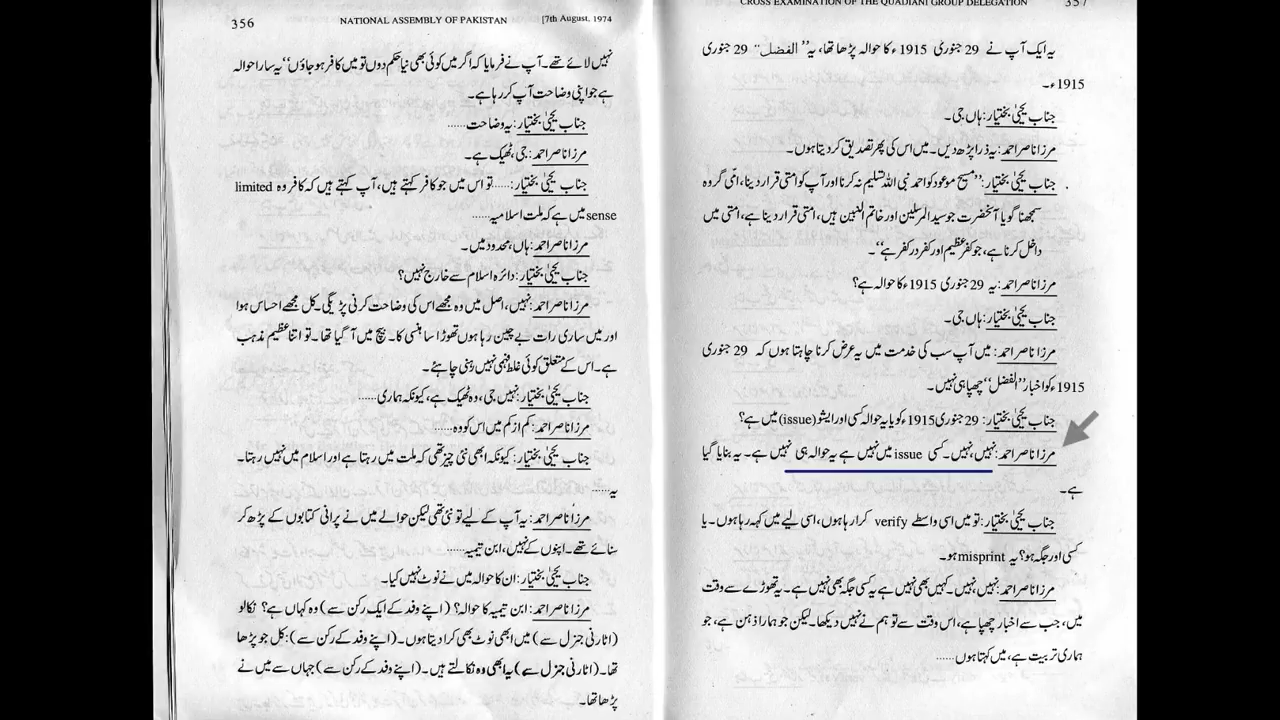 356
NATIONAL ASSEMBLY OF PAKISTAN
[7th August, 1974
نہیں لائے تھے۔ آپ نے فرمایا کہ اگر میں کوئی بھی نیا حکم دوں تو میں کافر ہو جاؤں" یہ سارا حوالہ
ہے جو اپنی وضاحت آپ کر رہا ہے۔
جناب یحییٰ بختیار: یہ وضاحت......
مرزا ناصر احمد: جی، ٹھیک ہے۔
جناب یحییٰ بختیار: ......تو اس میں جو کافر کہتے ہیں، آپ کہتے ہیں کہ کافر وہ limited
sense میں ہے کہ ملت اسلامیہ......
مرزا ناصر احمد: ہاں، محدود میں۔
جناب یحییٰ بختیار: دائرہ اسلام سے خارج نہیں؟
مرزا ناصر احمد: نہیں، اصل میں وہ مجھے اس کی وضاحت کرنی پڑیگی۔ کل مجھے احساس ہوا
اور میں ساری رات بے چین رہا ہوں تھوڑا سا ہنسی کا۔ بیچ میں آ گیا تھا۔ تو اتنا عظیم مذہب
ہے۔ اس کے متعلق کوئی غلط فہمی نہیں رہنی چاہئے۔
جناب یحییٰ بختیار: نہیں جی، وہ ٹھیک ہے، کیونکہ ہماری......
مرزا ناصر احمد: کم از کم میں اس کو وہ......
جناب یحییٰ بختیار: کیونکہ ابھی نئی چیز تھی کہ ملت میں رہتا ہے اور اسلام میں نہیں رہتا۔
یہ......
مرزا ناصر احمد: یہ آپ کے لیے تو نئی تھی لیکن حوالے میں نے پرانی کتابوں کے پڑھ کر
سنائے تھے۔ اپنوں کے نہیں، ابن تیمیہ......
جناب یحییٰ بختیار: ان کا حوالہ میں نے نوٹ نہیں کیا۔
مرزا ناصر احمد: ابن تیمیہ کا حوالہ؟ (اپنے وفد کے ایک رکن سے) وہ کہاں ہے؟ نکالو
(اٹارنی جنرل سے) میں ابھی نوٹ بھی کرا دیتا ہوں۔ (اپنے وفد کے رکن سے): کل جو پڑھا
تھا۔ (اٹارنی جنرل سے) یہ ابھی وہ نکالتے ہیں۔ (اپنے وفد کے رکن سے) جہاں سے میں نے
پڑھا تھا۔
CROSS EXAMINATION OF THE QUADIANI GROUP DELEGATION
357
یہ ایک آپ نے 29 جنوری 1915ء کا حوالہ پڑھا تھا، یہ "الفضل" 29 جنوری
1915ء۔
جناب یحییٰ بختیار: ہاں جی۔
مرزا ناصر احمد: یہ ذرا پڑھ دیں۔ میں اس کی پھر تصدیق کر دیتا ہوں۔
جناب یحییٰ بختیار: "مسیح موعود کو احمد نبی اللہ تسلیم نہ کرنا اور آپ کو امتی قرار دینا، امی گروہ
سمجھنا گویا آنحضرت جو سید المرسلین اور خاتم النبین ہیں، امتی قرار دینا ہے، امتی میں
داخل کرنا ہے، جو کفر عظیم اور کفر در کفر ہے"۔
مرزا ناصر احمد: یہ 29 جنوری 1915ء کا حوالہ ہے؟
جناب یحییٰ بختیار: ہاں جی۔
مرزا ناصر احمد: میں آپ سب کی خدمت میں یہ عرض کرنا چاہتا ہوں کہ 29 جنوری
1915ء کو اخبار "الفضل" چھپا ہی نہیں۔
جناب یحییٰ بختیار: 29 جنوری 1915ء کو یا یہ حوالہ کسی اور ایشو (issue) میں ہے؟
مرزا ناصر احمد: نہیں نہیں۔ کسی issue میں نہیں ہے یہ حوالہ ہی نہیں ہے۔ یہ بنایا گیا
ہے۔
جناب یحییٰ بختیار: تو میں اسی واسطے verify کرا رہا ہوں، اسی لیے میں کہہ رہا ہوں۔ یا
کسی اور جگہ ہو؟ یہ misprint ہو۔
مرزا ناصر احمد: نہیں، نہیں۔ کہیں بھی نہیں ہے یہ کسی جگہ بھی نہیں ہے۔ یہ تھوڑے سے وقت
میں، جب سے اخبار چھپا ہے، اس وقت سے تو ہم نے نہیں دیکھا۔ لیکن جو ہمارا ذہن ہے، جو
ہماری تربیت ہے، میں کہتا ہوں......